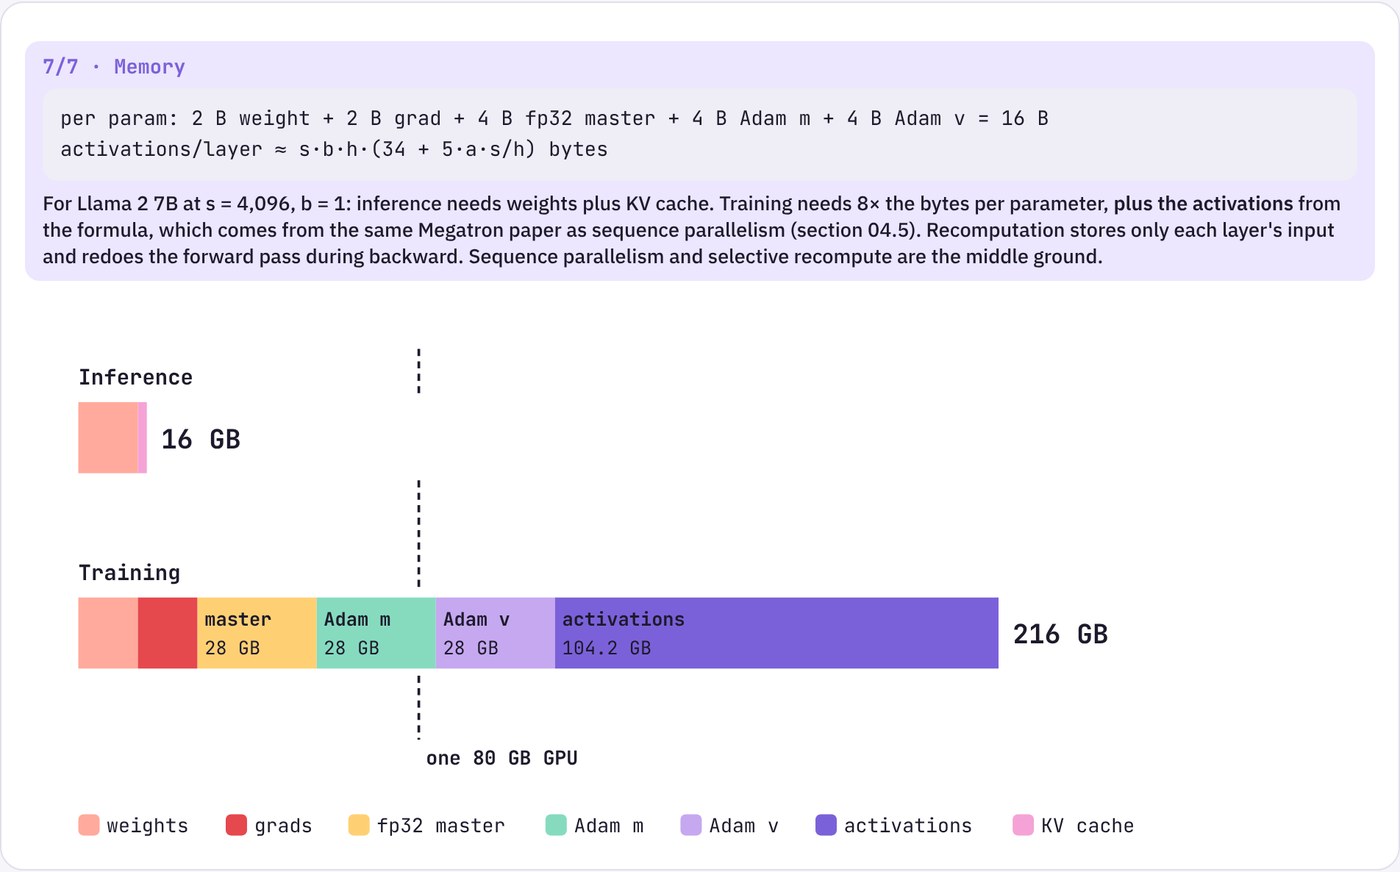 7/7 · Memory
per param: 2 B weight + 2 B grad + 4 B fp32 master + 4 B Adam m + 4 B Adam v = 16 B
activations/layer ≈ s·b·h·(34 + 5·a·s/h) bytes
For Llama 2 7B at s = 4,096, b = 1: inference needs weights plus KV cache. Training needs 8× the bytes per parameter, plus the activations from
the formula, which comes from the same Megatron paper as sequence parallelism (section 04.5). Recomputation stores only each layer's input
and redoes the forward pass during backward. Sequence parallelism and selective recompute are the middle ground.
Inference
16 GB
Training
master
28 GB
Adam m
28 GB
Adam v
28 GB
activations
104.2 GB
216 GB
one 80 GB GPU
weights
grads
fp32 master
Adam m
Adam v
activations
KV cache